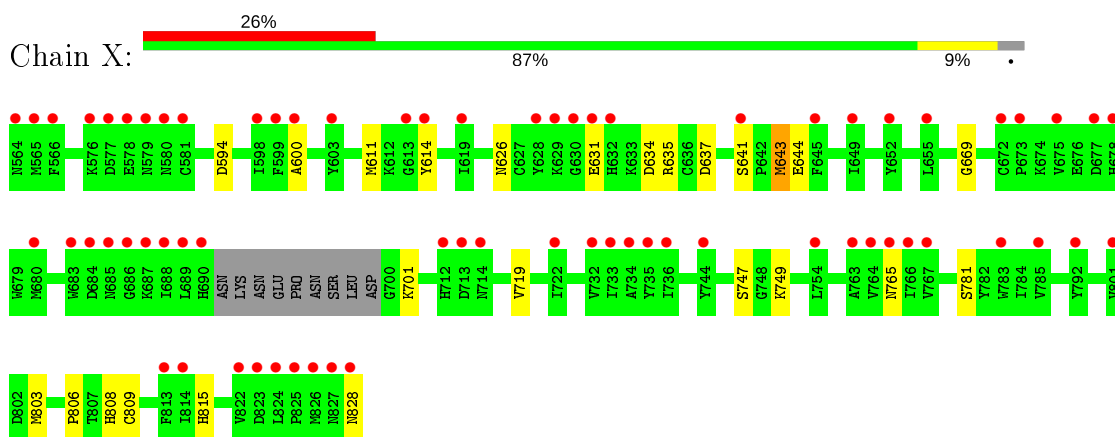 26%
Chain X:
87%
9%
N564 M565 F566 K576 D577 E578 N579 N580 C581 D594 I598 F599 A600 Y603 M611 K612 G613 Y614 I619 N626 C627 Y628 K629 G630 E631 H632 K633 D634 R635 C636 D637 S641 P642 M643 E644 F645 I649 Y652 L655 G669 C672 P673 K674 V675 E676 D677 H678
W679 M680 W683 D684 N685 G686 K687 I688 L689 H690 ASN LYS ASN GLU PRO ASN SER LEU ASP G700 K701 H712 D713 N714 V719 I722 V732 I733 A734 Y735 I736 Y744 S747 G748 K749 L754 A763 V764 N765 I766 V767 S781 Y782 W783 I784 V785 Y792 V801
D802 M803 P806 T807 H808 C809 F813 I814 H815 V822 D823 L824 P825 M826 N827 N828